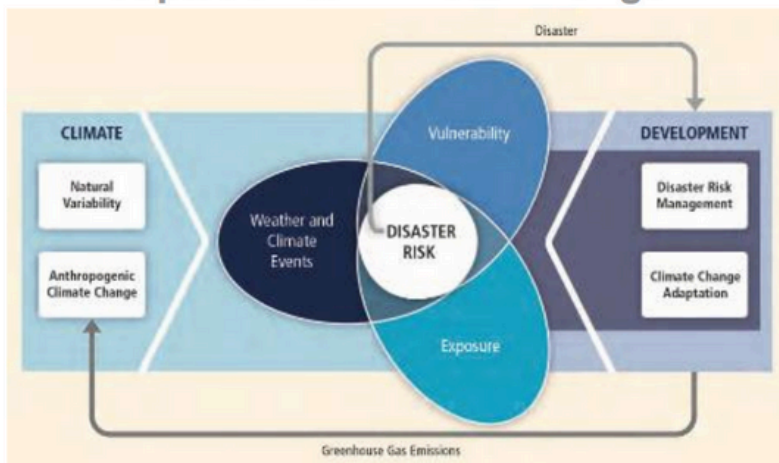 Disaster
CLIMATE
Natural
Variability
Anthropogenic
Climate Change
Weather and
Climate
Events
Vulnerability
DISASTER
RISK
Exposure
DEVELOPMENT
Disaster Risk
Management
Climate Change
Adaptation
Greenhouse Gas Emissions